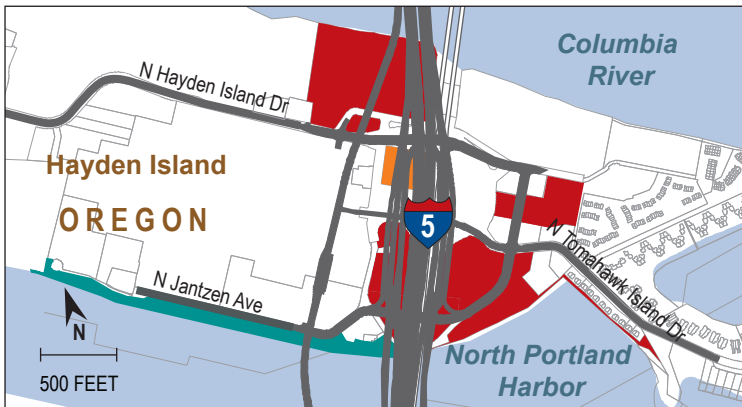 Columbia
River
N Hayden Island Dr
Hayden Island
OREGON
5
N Tomahawk Island Dr
N Jantzen Ave
N
500 FEET
North Portland
Harbor